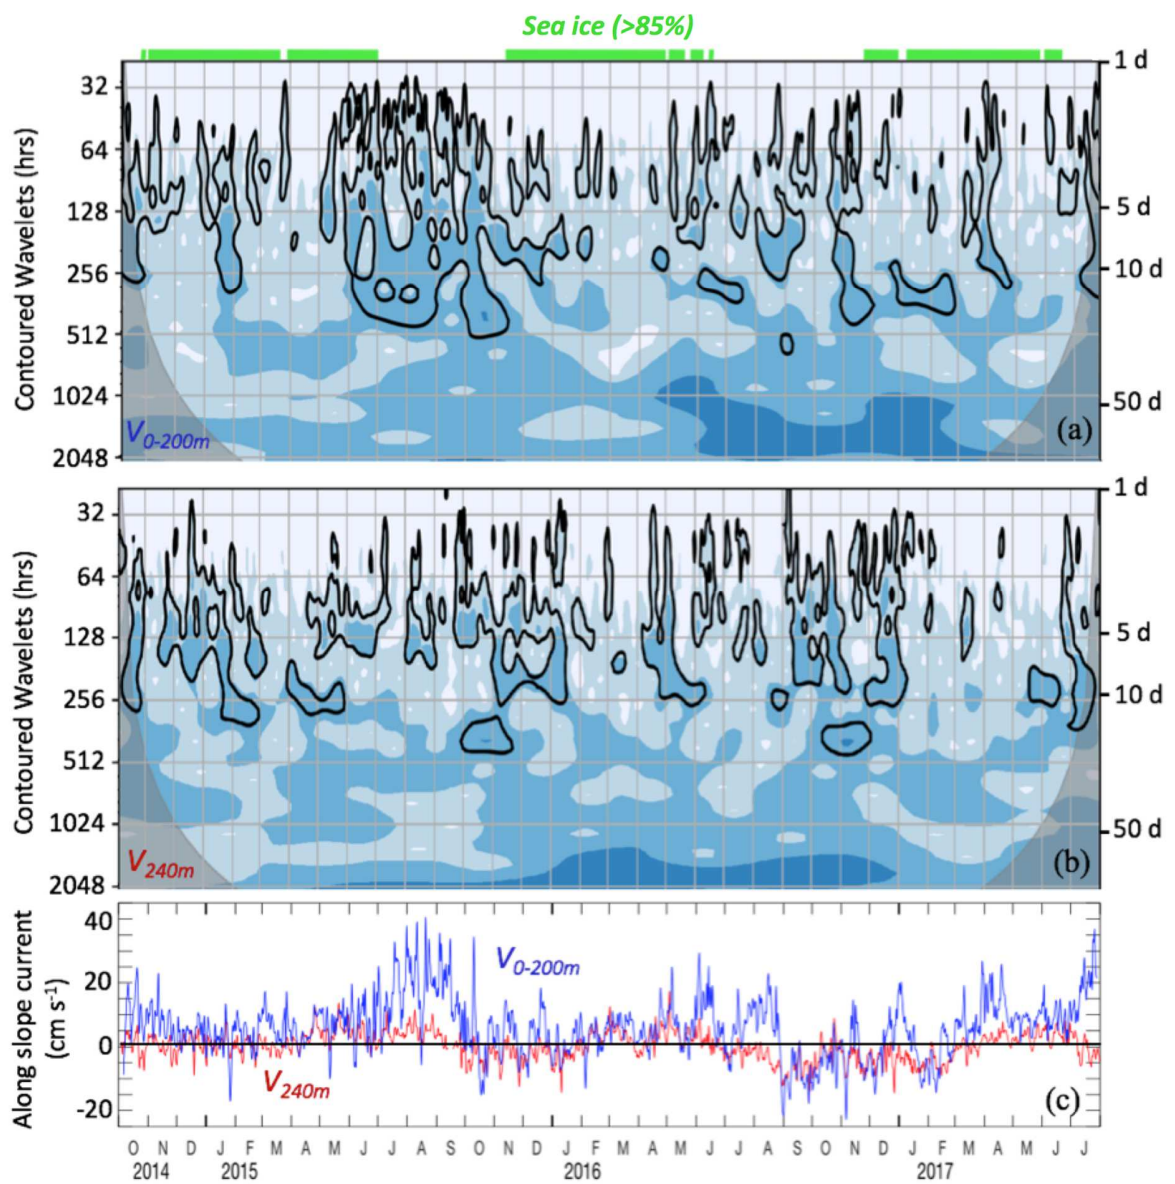 Sea ice (>85%)
Contoured Wavelets (hrs)
32
64
128
256
512
1024
2048
1 d
5 d
10 d
50 d
V0-200m
(a)
Contoured Wavelets (hrs)
32
64
128
256
512
1024
2048
1 d
5 d
10 d
50 d
V240m
(b)
Along slope current
(cm s-1)
40
20
0
-20
V0-200m
V240m
(c)
O N D J F M A M J J A S O N D J F M A M J J A S O N D J F M A M J J
2014 2015 2016 2017